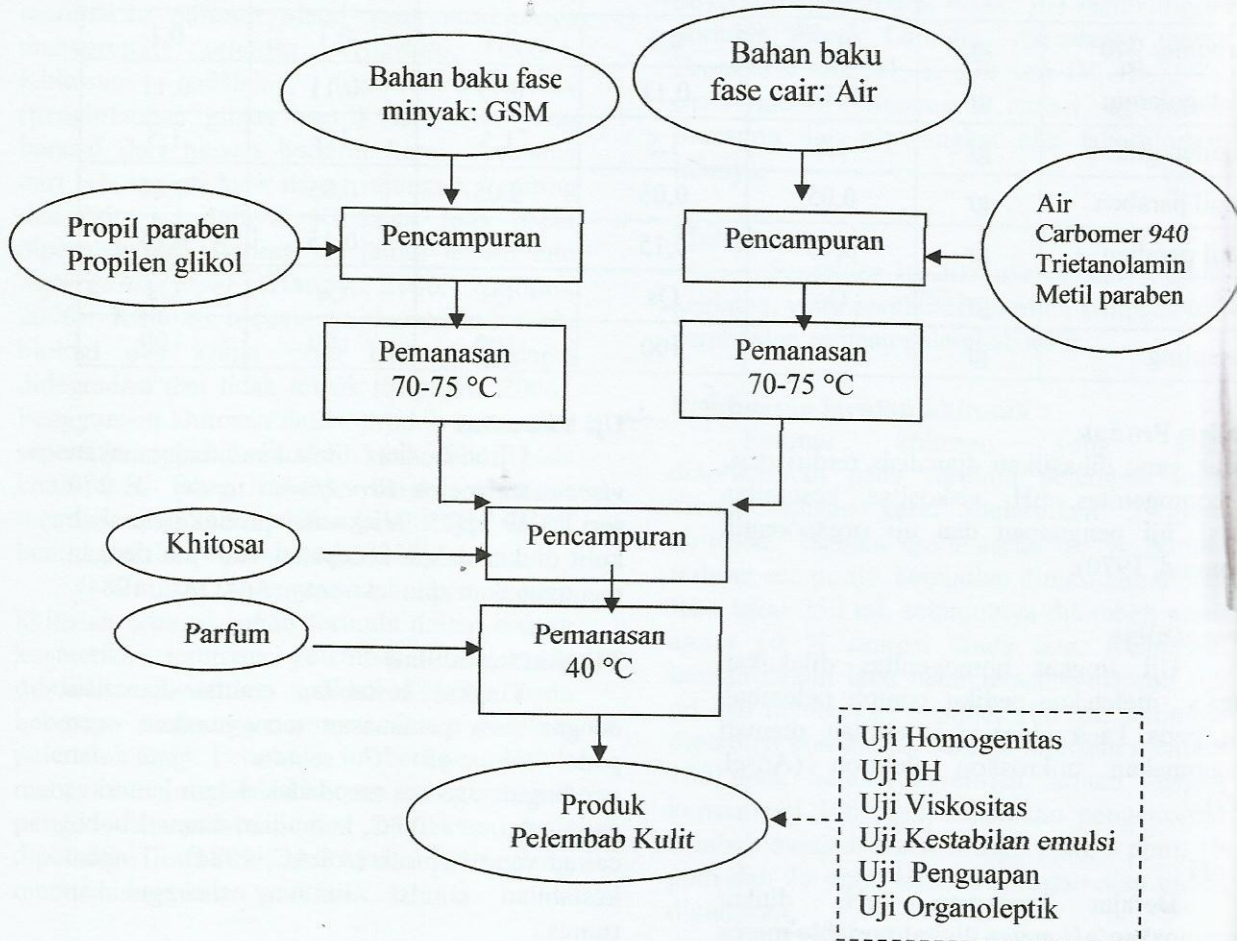 Bahan baku fase
minyak: GSM
Bahan baku
fase cair: Air
Propil paraben
Propilen glikol
Pencampuran
Pencampuran
Air
Carbomer 940
Trietanolamin
Metil paraben
Pemanasan
70-75 °C
Pemanasan
70-75 °C
Khitosai
Pencampuran
Parfum
Pemanasan
40 °C
Produk
Pelembab Kulit
Uji Homogenitas
Uji pH
Uji Viskositas
Uji Kestabilan emulsi
Uji Penguapan
Uji Organoleptik